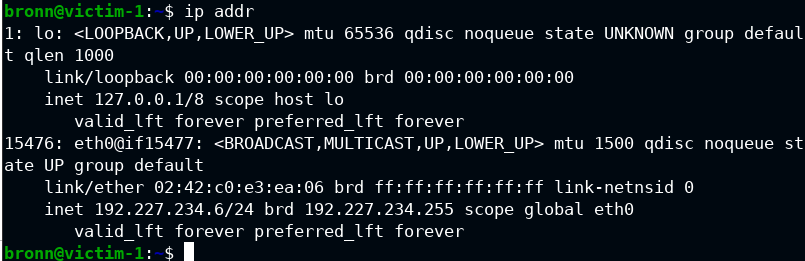 bronn@victim-1:~$ ip addr
1: lo: <LOOPBACK,UP,LOWER_UP> mtu 65536 qdisc noqueue state UNKNOWN group defaul
t qlen 1000
    link/loopback 00:00:00:00:00:00 brd 00:00:00:00:00:00
    inet 127.0.0.1/8 scope host lo
       valid_lft forever preferred_lft forever
15476: eth0@if15477: <BROADCAST,MULTICAST,UP,LOWER_UP> mtu 1500 qdisc noqueue st
ate UP group default
    link/ether 02:42:c0:e3:ea:06 brd ff:ff:ff:ff:ff:ff link-netnsid 0
    inet 192.227.234.6/24 brd 192.227.234.255 scope global eth0
       valid_lft forever preferred_lft forever
bronn@victim-1:~$